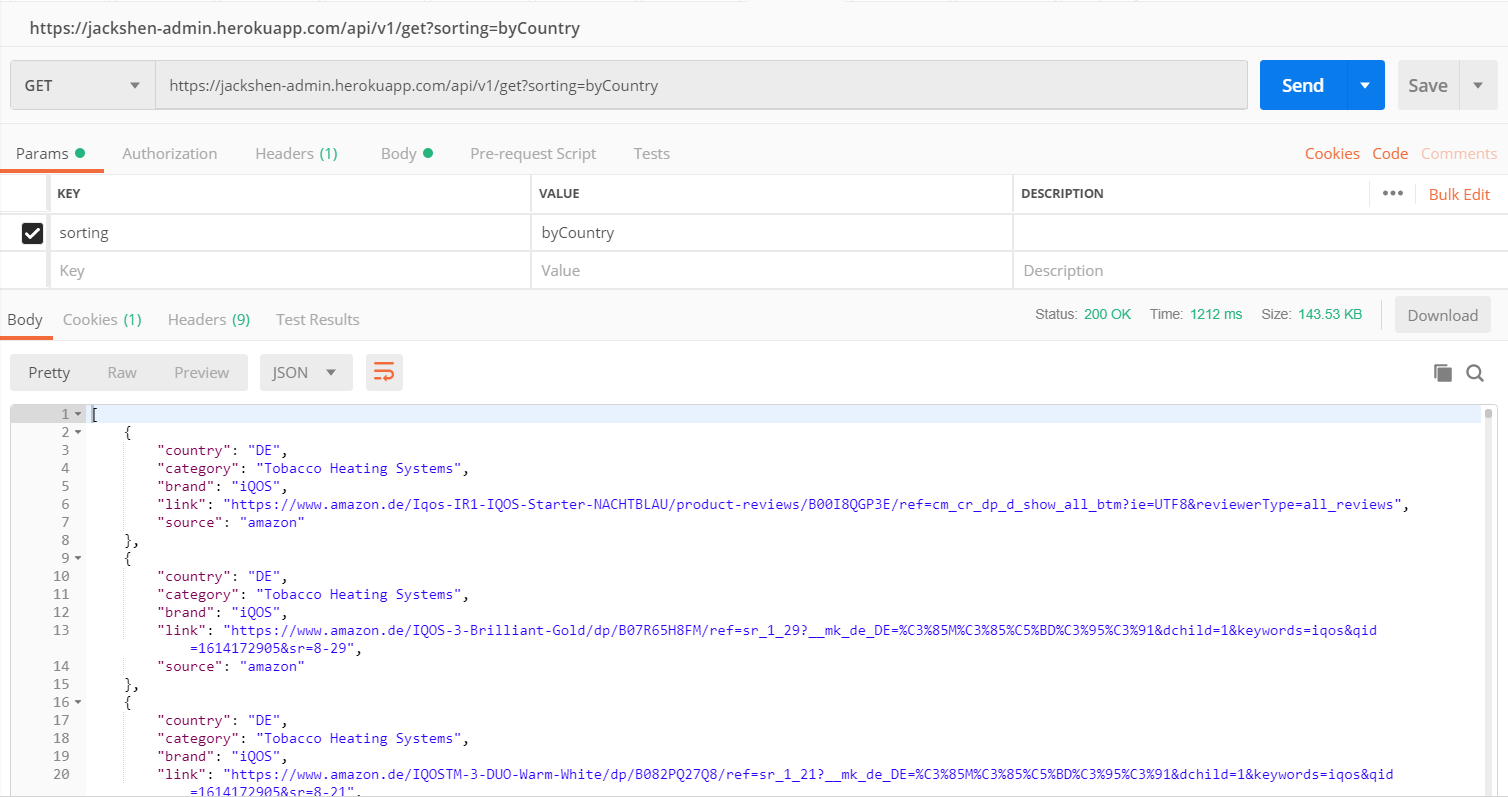 https://jackshen-admin.herokuapp.com/api/v1/get?sorting=byCountry
GET https://jackshen-admin.herokuapp.com/api/v1/get?sorting=byCountry Send Save
Params Authorization Headers (1) Body Pre-request Script Tests Cookies Code Comments
KEY VALUE DESCRIPTION ••• Bulk Edit
sorting byCountry
Key Value Description
Body Cookies (1) Headers (9) Test Results Status: 200 OK Time: 1212 ms Size: 143.53 KB Download
Pretty Raw Preview JSON
1 [
2 {
3 "country": "DE",
4 "category": "Tobacco Heating Systems",
5 "brand": "iQOS",
6 "link": "https://www.amazon.de/Iqos-IR1-IQOS-Starter-NACHTBLAU/product-reviews/B00I8QGP3E/ref=cm_cr_dp_d_show_all_btm?ie=UTF8&reviewerType=all_reviews",
7 "source": "amazon"
8 },
9 {
10 "country": "DE",
11 "category": "Tobacco Heating Systems",
12 "brand": "iQOS",
13 "link": "https://www.amazon.de/IQOS-3-Brilliant-Gold/dp/B07R65H8FM/ref=sr_1_29?__mk_de_DE=%C3%85M%C3%85%C5%BD%C3%95%C3%91&dchild=1&keywords=iqos&qid
=1614172905&sr=8-29",
14 "source": "amazon"
15 },
16 {
17 "country": "DE",
18 "category": "Tobacco Heating Systems",
19 "brand": "iQOS",
20 "link": "https://www.amazon.de/IQOSTM-3-DUO-Warm-White/dp/B082PQ27Q8/ref=sr_1_21?__mk_de_DE=%C3%85M%C3%85%C5%BD%C3%95%C3%91&dchild=1&keywords=iqos&qid
=1614172905&sr=8-21",